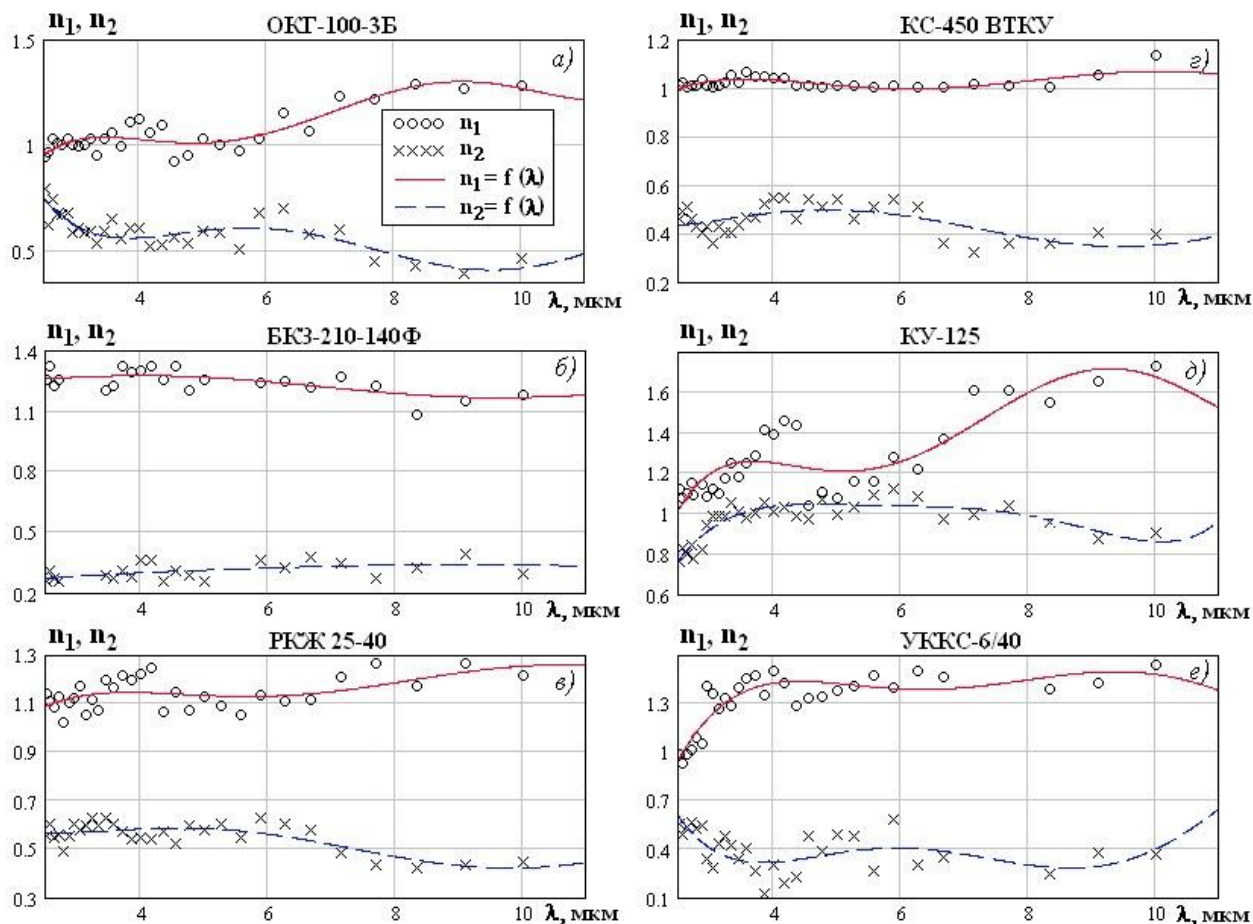 n₁, n₂ ОКГ-100-3Б
а)
1.5
1
0.5
4 6 8 10 λ, мкм
n₁
n₂
n₁ = f (λ)
n₂ = f (λ)
n₁, n₂ КС-450 ВТКУ
г)
1.2
1
0.8
0.6
0.4
0.2
4 6 8 10 λ, мкм
n₁, n₂ БКЗ-210-140Ф
б)
1.4
1.1
0.8
0.5
0.2
4 6 8 10
n₁, n₂ КУ-125
д)
1.6
1.4
1.2
1
0.8
0.6
4 6 8 10
n₁, n₂ РКЖ 25-40
в)
1.3
1.1
0.9
0.7
0.5
0.3
4 6 8 10 λ, мкм
n₁, n₂ УККС-6/40
е)
1.3
1
0.7
0.4
0.1
4 6 8 10 λ, мкм